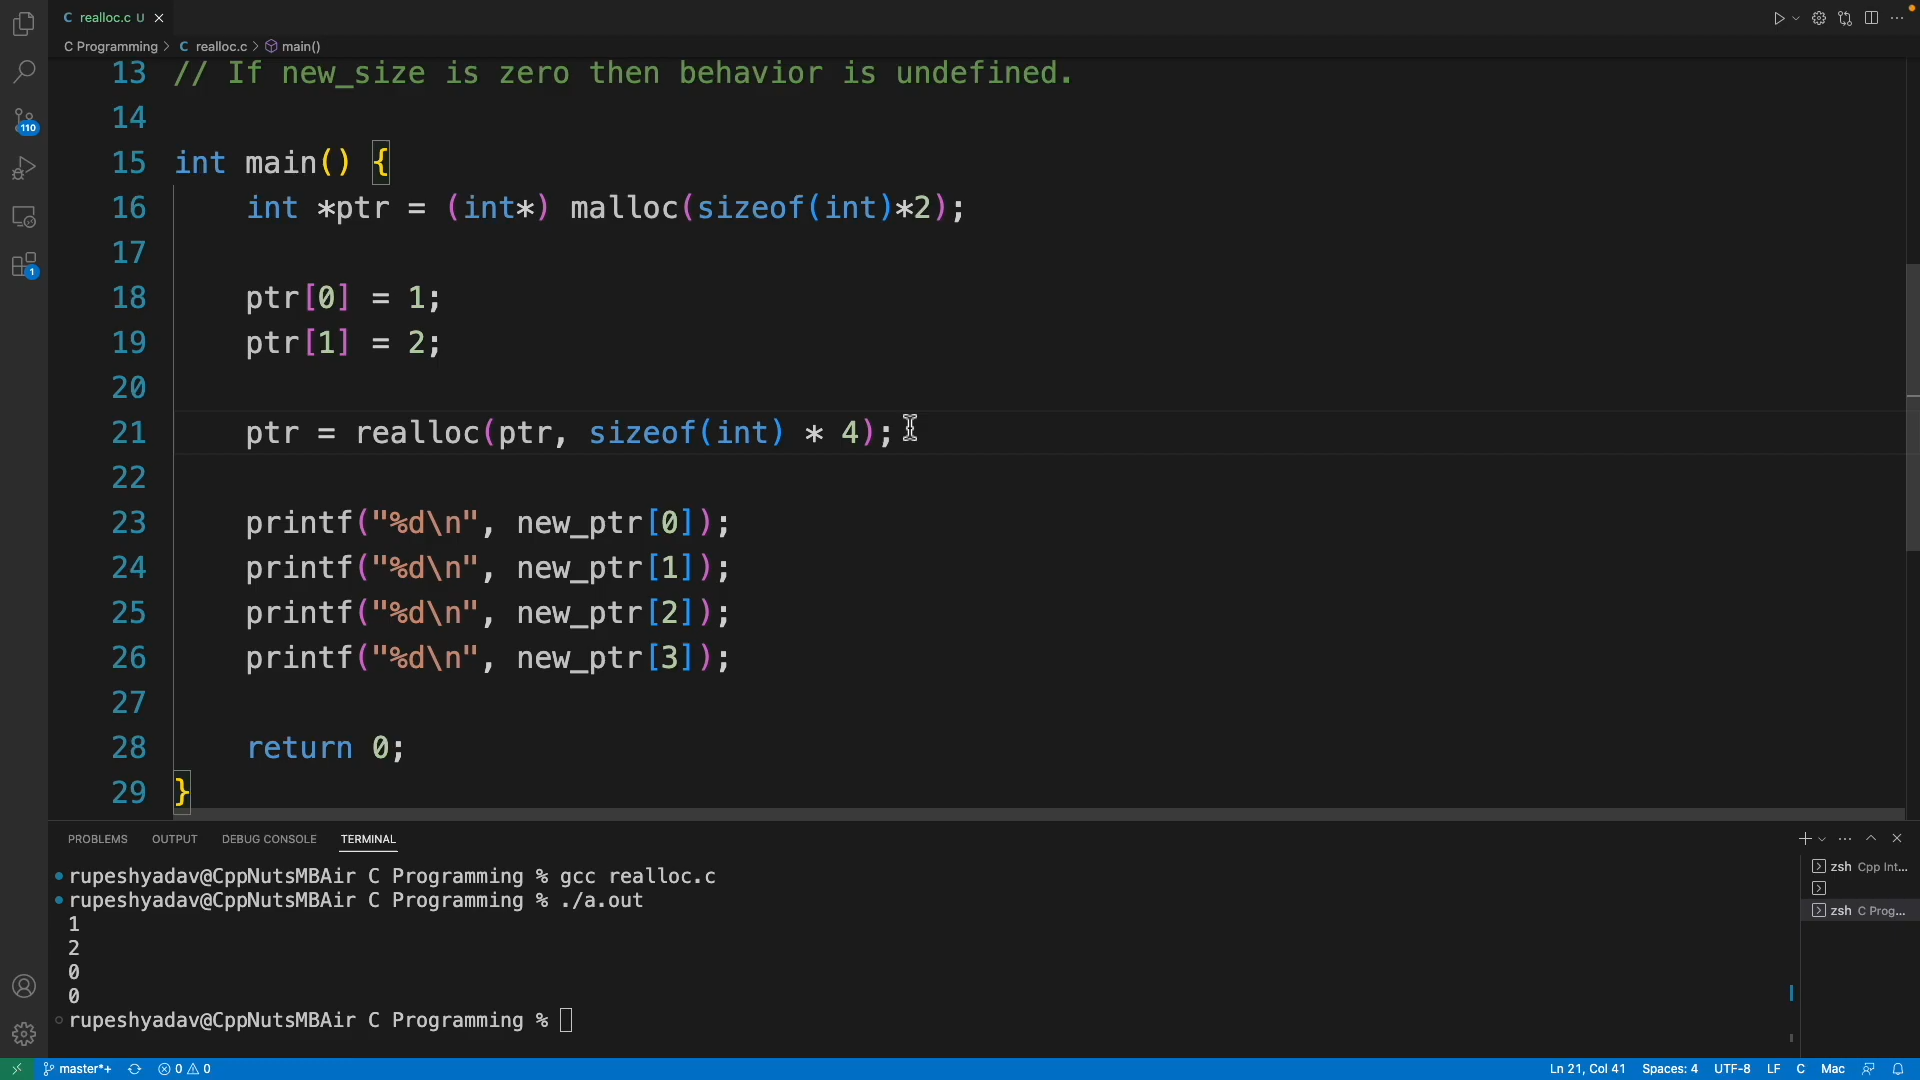 C realloc.c U
C Programming > C realloc.c > main()
13 // If new_size is zero then behavior is undefined.
14
15 int main() {
16 int *ptr = (int*) malloc(sizeof(int)*2);
17
18 ptr[0] = 1;
19 ptr[1] = 2;
20
21 ptr = realloc(ptr, sizeof(int) * 4);
22
23 printf("%d\n", new_ptr[0]);
24 printf("%d\n", new_ptr[1]);
25 printf("%d\n", new_ptr[2]);
26 printf("%d\n", new_ptr[3]);
27
28 return 0;
29 }
110
1
PROBLEMS OUTPUT DEBUG CONSOLE TERMINAL
rupeshyadav@CppNutsMBAir C Programming % gcc realloc.c
rupeshyadav@CppNutsMBAir C Programming % ./a.out
1
2
0
0
rupeshyadav@CppNutsMBAir C Programming %
zsh Cpp Int...
zsh C Prog...
master*+ 0 0 Ln 21, Col 41 Spaces: 4 UTF-8 LF C Mac